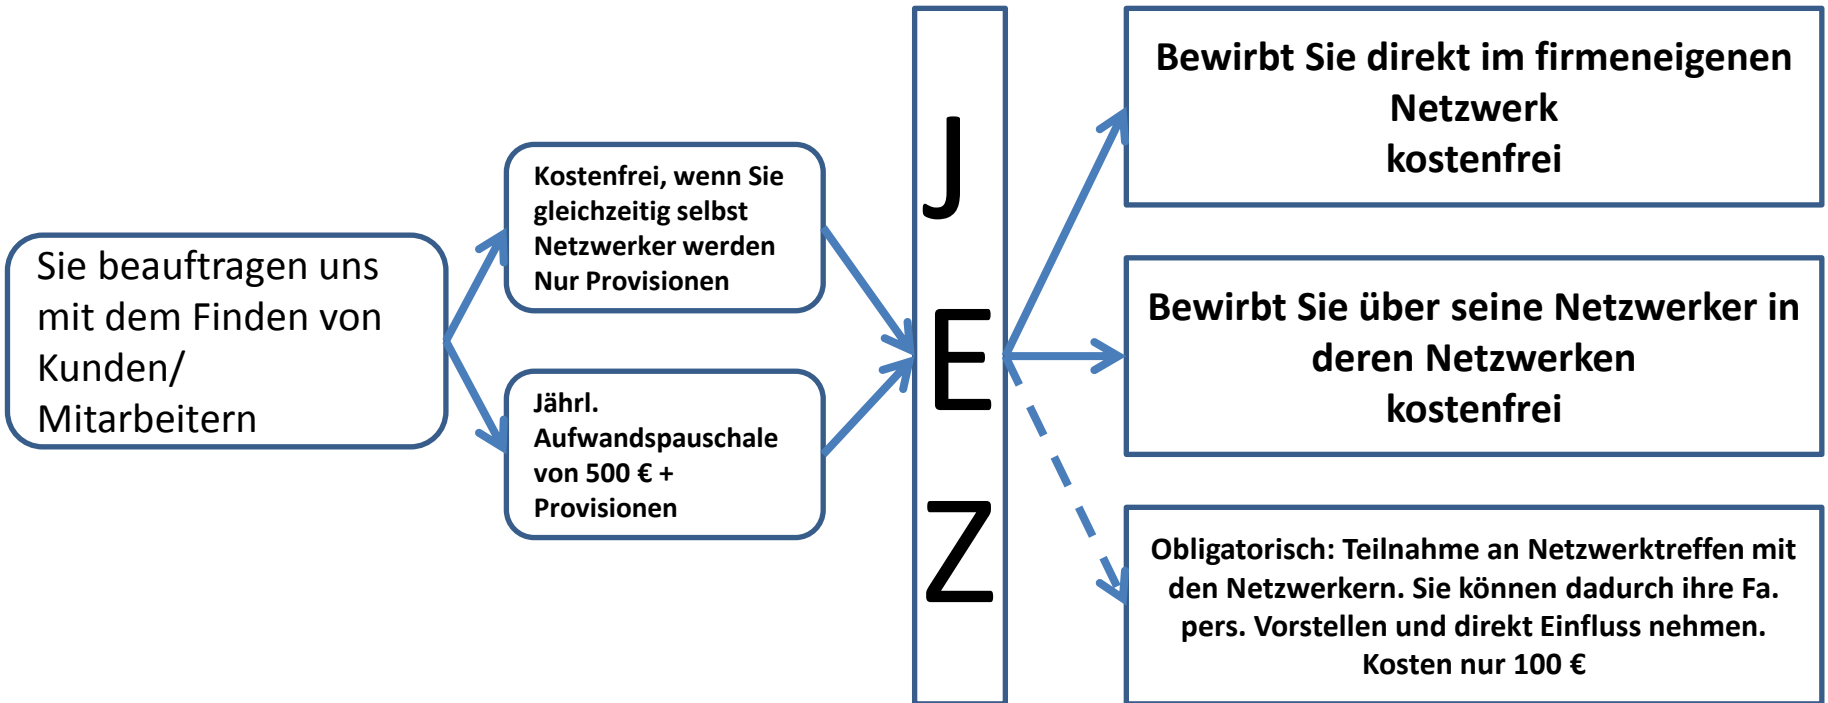 Sie beauftragen uns
mit dem Finden von
Kunden/
Mitarbeitern
Kostenfrei, wenn Sie
gleichzeitig selbst
Netzwerker werden
Nur Provisionen
Jährl.
Aufwandspauschale
von 500 € +
Provisionen
J
E
Z
Bewirbt Sie direkt im firmeneigenen
Netzwerk
kostenfrei
Bewirbt Sie über seine Netzwerker in
deren Netzwerken
kostenfrei
Obligatorisch: Teilnahme an Netzwerktreffen mit
den Netzwerkern. Sie können dadurch ihre Fa.
pers. Vorstellen und direkt Einfluss nehmen.
Kosten nur 100 €